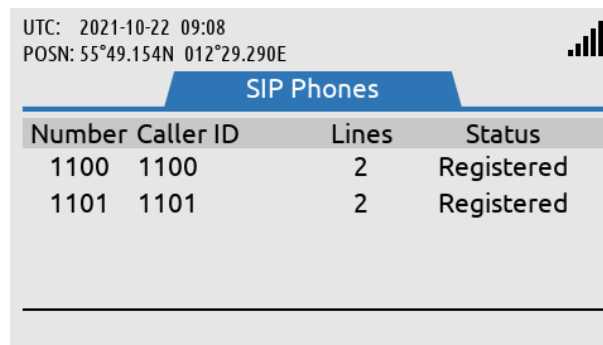 UTC: 2021-10-22 09:08
POSN: 55°49.154N 012°29.290E
SIP Phones
Number Caller ID Lines Status
1100 1100 2 Registered
1101 1101 2 Registered